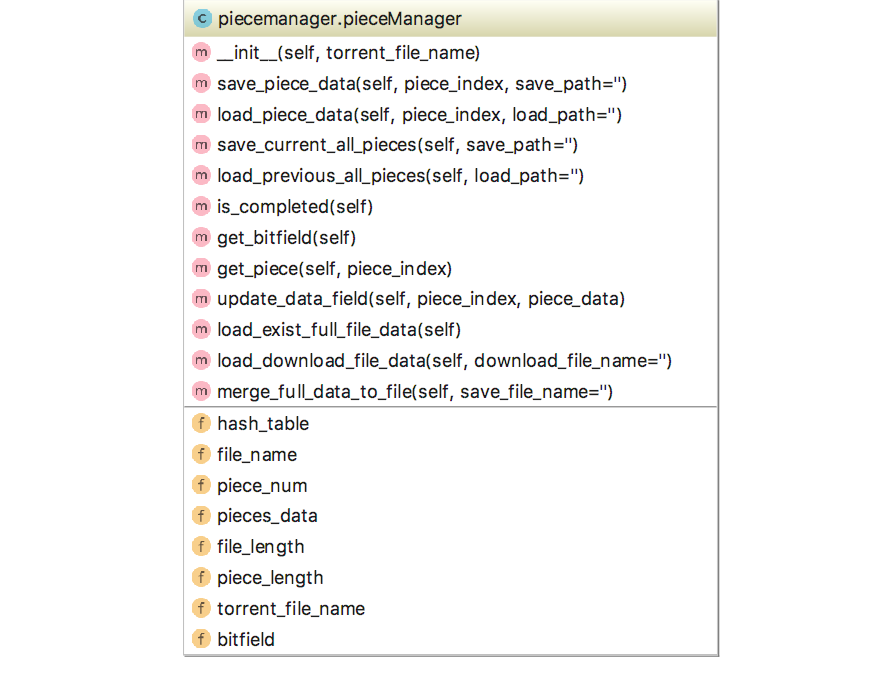 C piecemanager.pieceManager
m __init__(self, torrent_file_name)
m save_piece_data(self, piece_index, save_path='')
m load_piece_data(self, piece_index, load_path='')
m save_current_all_pieces(self, save_path='')
m load_previous_all_pieces(self, load_path='')
m is_completed(self)
m get_bitfield(self)
m get_piece(self, piece_index)
m update_data_field(self, piece_index, piece_data)
m load_exist_full_file_data(self)
m load_download_file_data(self, download_file_name='')
m merge_full_data_to_file(self, save_file_name='')
f hash_table
f file_name
f piece_num
f pieces_data
f file_length
f piece_length
f torrent_file_name
f bitfield